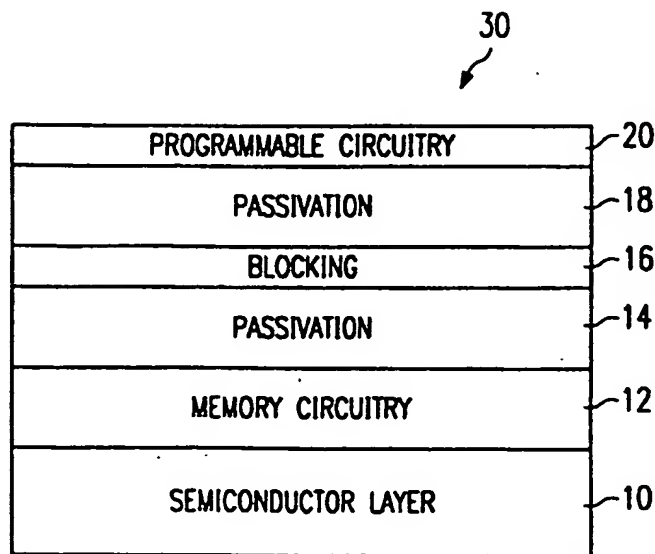 30
PROGRAMMABLE CIRCUITRY 20
PASSIVATION 18
BLOCKING 16
PASSIVATION 14
MEMORY CIRCUITRY 12
SEMICONDUCTOR LAYER 10